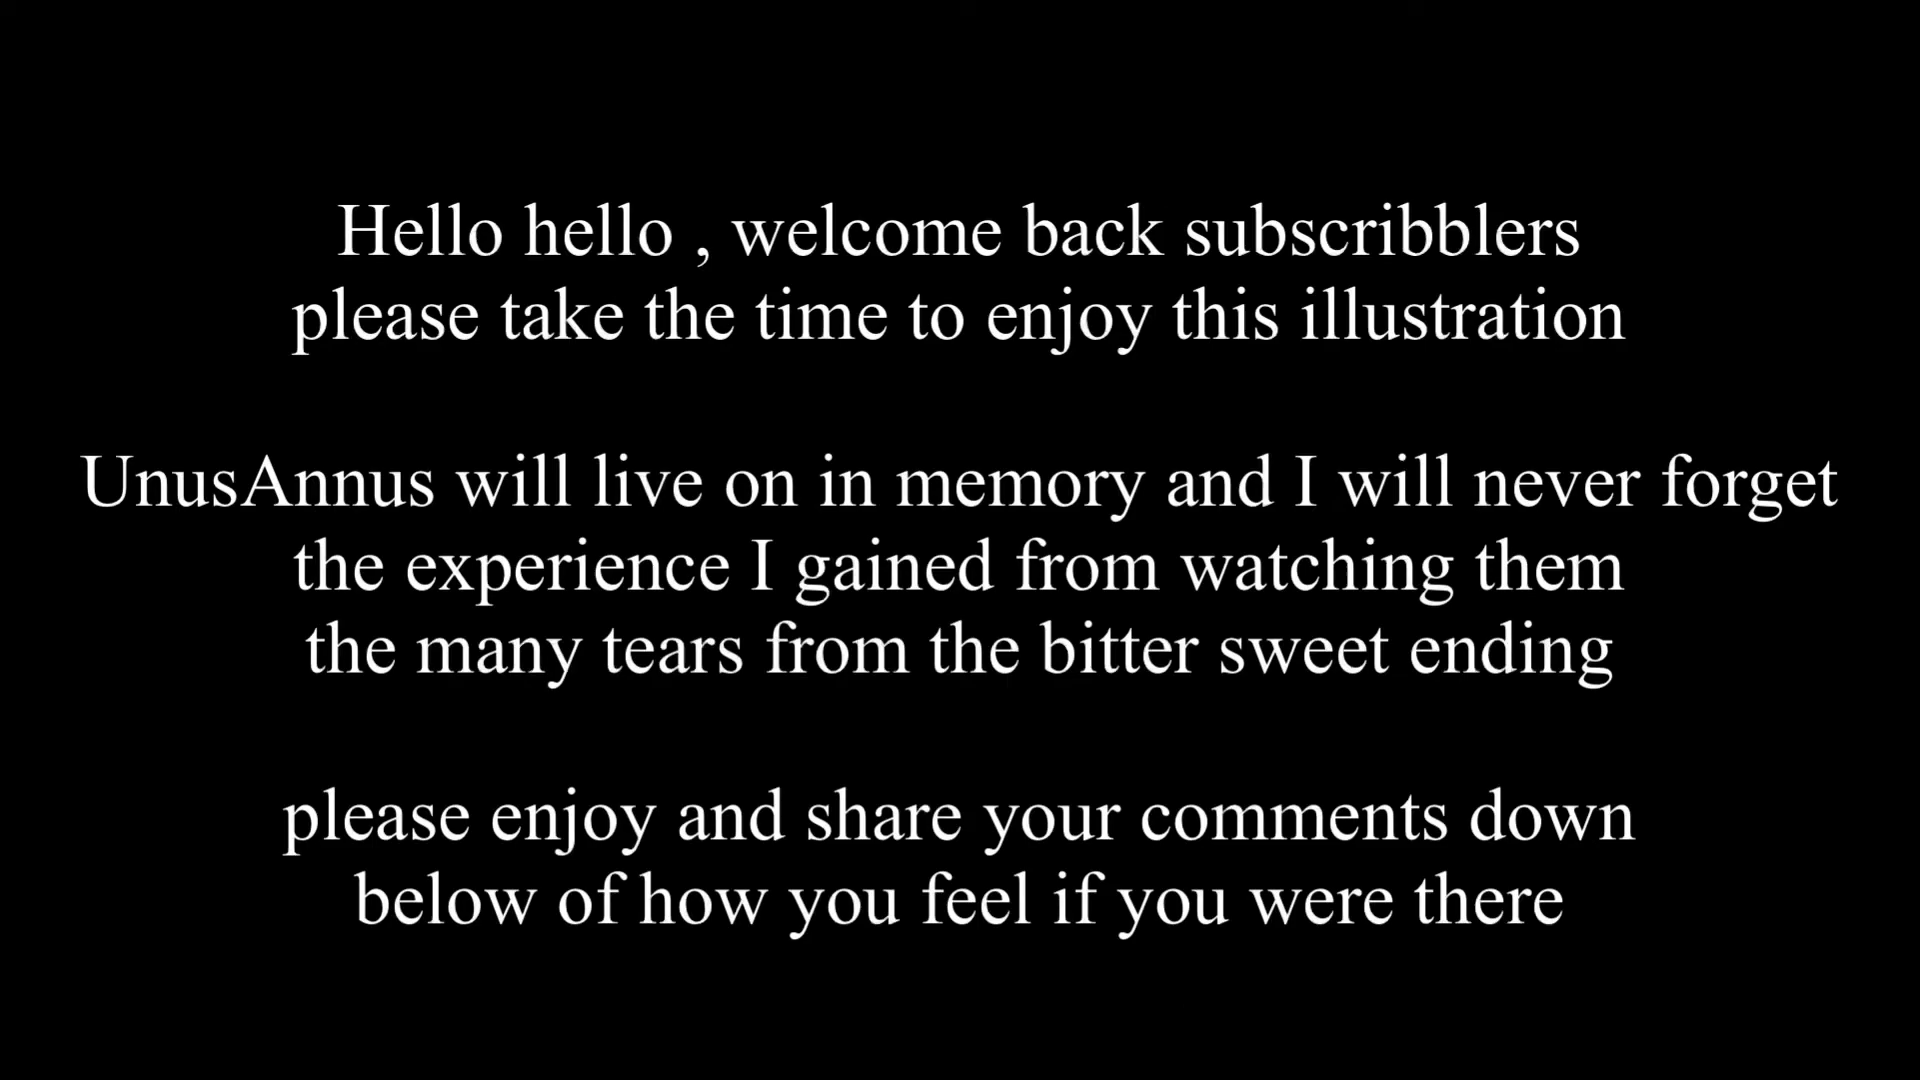 Hello hello , welcome back subscribblers
please take the time to enjoy this illustration
UnusAnnus will live on in memory and I will never forget
the experience I gained from watching them
the many tears from the bitter sweet ending
please enjoy and share your comments down
below of how you feel if you were there